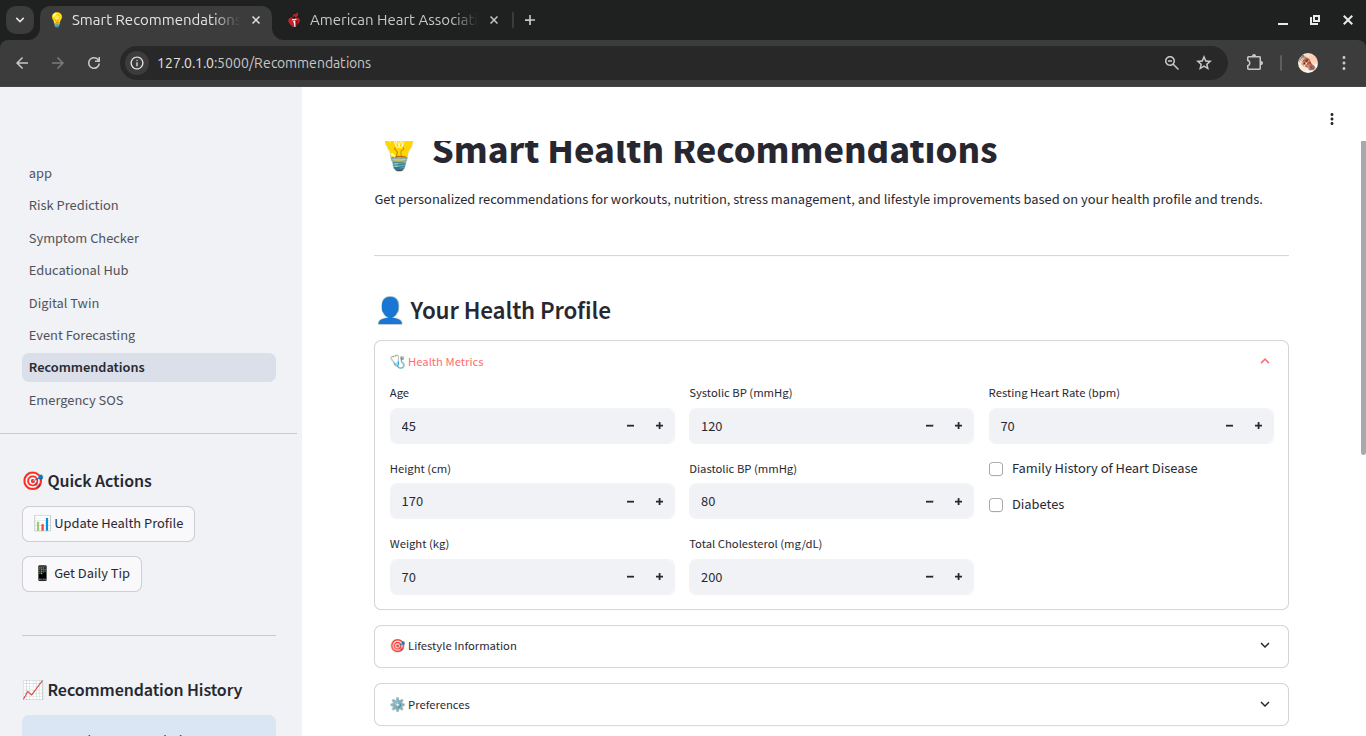 Smart Recommendations
American Heart Associat
127.0.1.0:5000/Recommendations
app
Risk Prediction
Symptom Checker
Educational Hub
Digital Twin
Event Forecasting
Recommendations
Emergency SOS
Quick Actions
Update Health Profile
Get Daily Tip
Recommendation History
Smart Health Recommendations
Get personalized recommendations for workouts, nutrition, stress management, and lifestyle improvements based on your health profile and trends.
Your Health Profile
Health Metrics
Age
Systolic BP (mmHg)
Resting Heart Rate (bpm)
45
120
70
Height (cm)
Diastolic BP (mmHg)
Family History of Heart Disease
170
80
Diabetes
Weight (kg)
Total Cholesterol (mg/dL)
70
200
Lifestyle Information
Preferences